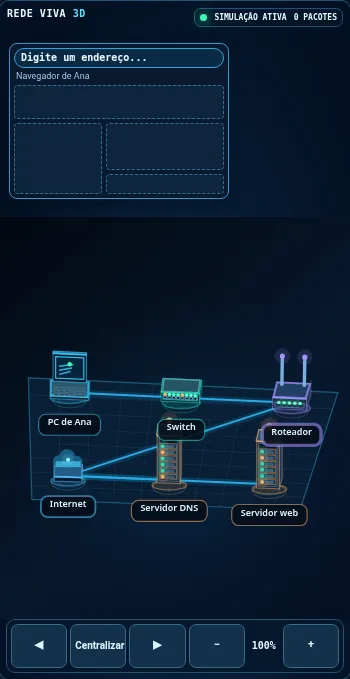 REDE VIVA 3D
SIMULAÇÃO ATIVA 0 PACOTES
Digite um endereço...
Navegador de Ana
PC de Ana
Switch
Roteador
Internet
Servidor DNS
Servidor web
◀ Centralizar ▶ − 100% +